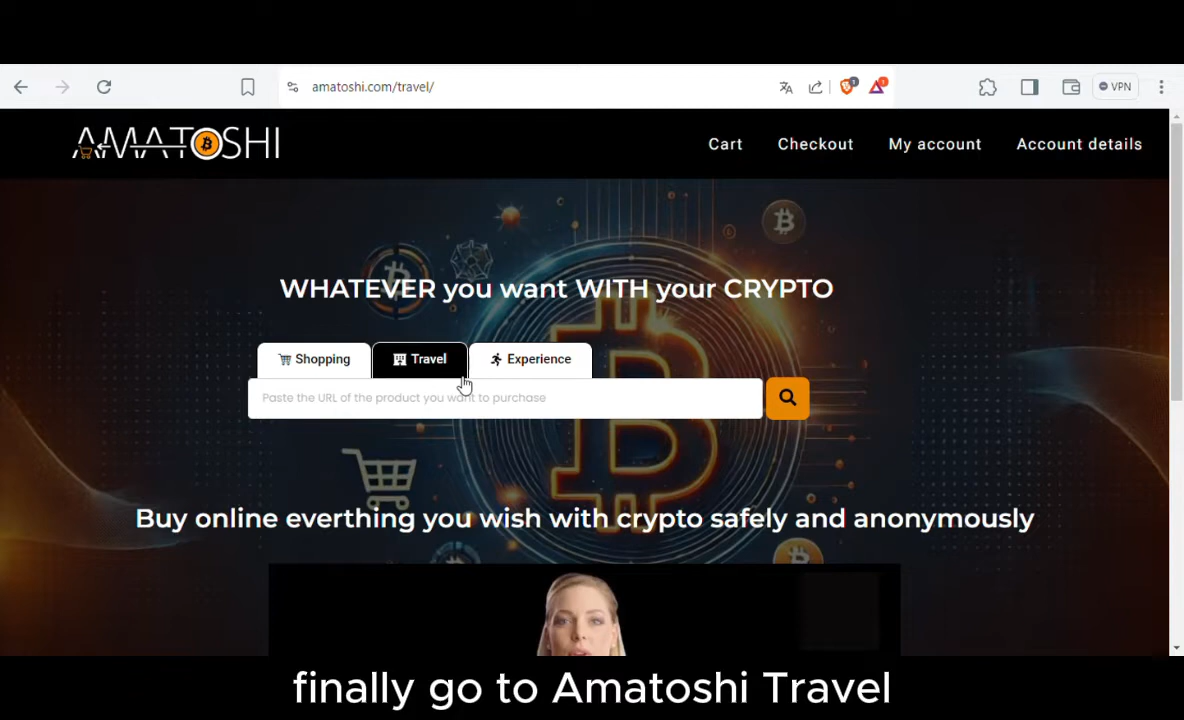 amatoshi.com/travel/
1
1
VPN
AMATOSHI
Cart
Checkout
My account
Account details
WHATEVER you want WITH your CRYPTO
Shopping
Travel
Experience
Paste the URL of the product you want to purchase
Buy online everthing you wish with crypto safely and anonymously
finally go to Amatoshi Travel